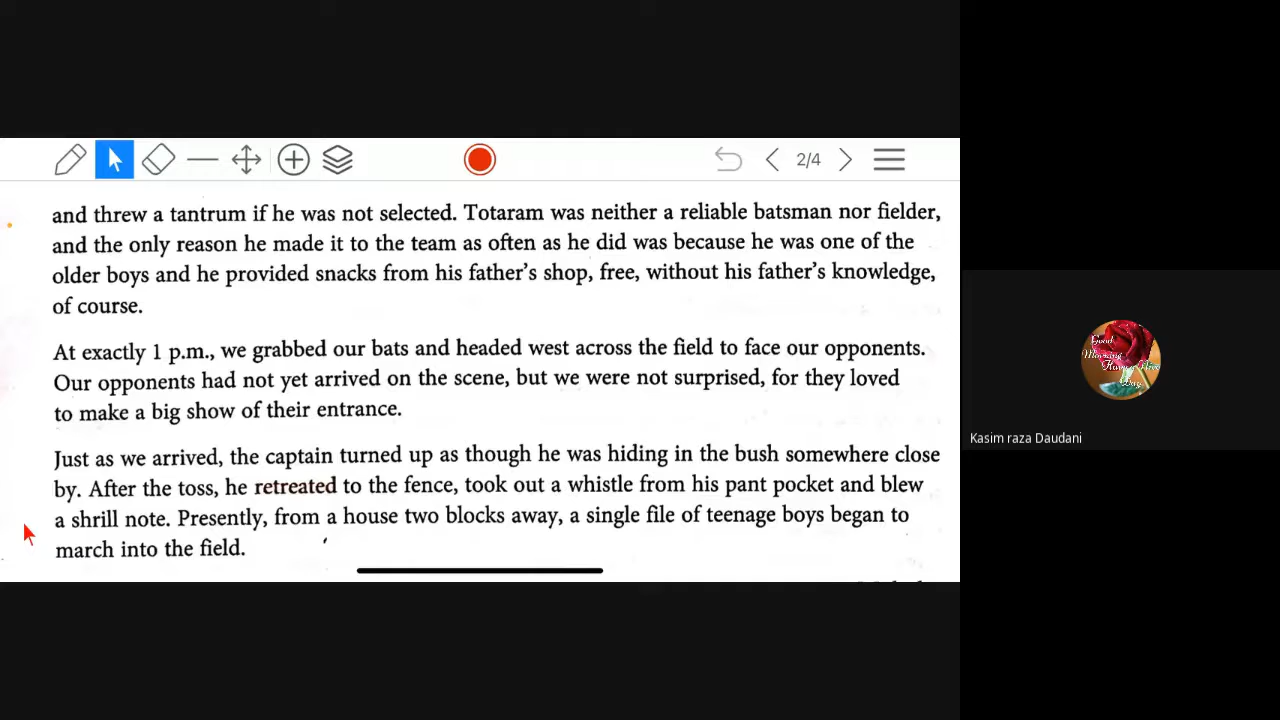 2/4
and threw a tantrum if he was not selected. Totaram was neither a reliable batsman nor fielder,
and the only reason he made it to the team as often as he did was because he was one of the
older boys and he provided snacks from his father's shop, free, without his father's knowledge,
of course.
At exactly 1 p.m., we grabbed our bats and headed west across the field to face our opponents.
Our opponents had not yet arrived on the scene, but we were not surprised, for they loved
to make a big show of their entrance.
Just as we arrived, the captain turned up as though he was hiding in the bush somewhere close
by. After the toss, he retreated to the fence, took out a whistle from his pant pocket and blew
a shrill note. Presently, from a house two blocks away, a single file of teenage boys began to
march into the field.
Good
Morning
Day
Kasim raza Daudani